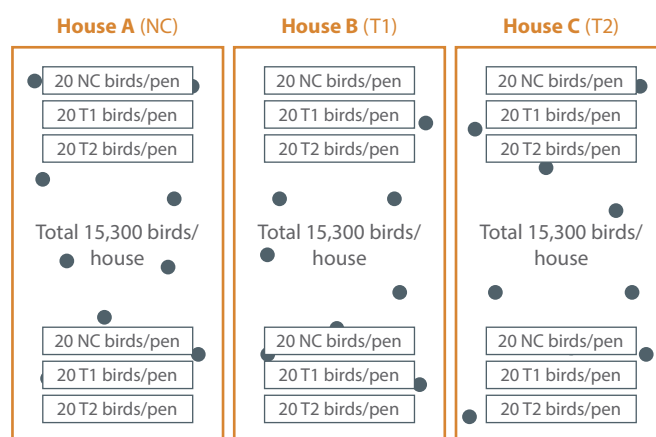 House A (NC)
20 NC birds/pen
20 T1 birds/pen
20 T2 birds/pen
Total 15,300 birds/
house
20 NC birds/pen
20 T1 birds/pen
20 T2 birds/pen
House B (T1)
20 NC birds/pen
20 T1 birds/pen
20 T2 birds/pen
Total 15,300 birds/
house
20 NC birds/pen
20 T1 birds/pen
20 T2 birds/pen
House C (T2)
20 NC birds/pen
20 T1 birds/pen
20 T2 birds/pen
Total 15,300 birds/
house
20 NC birds/pen
20 T1 birds/pen
20 T2 birds/pen